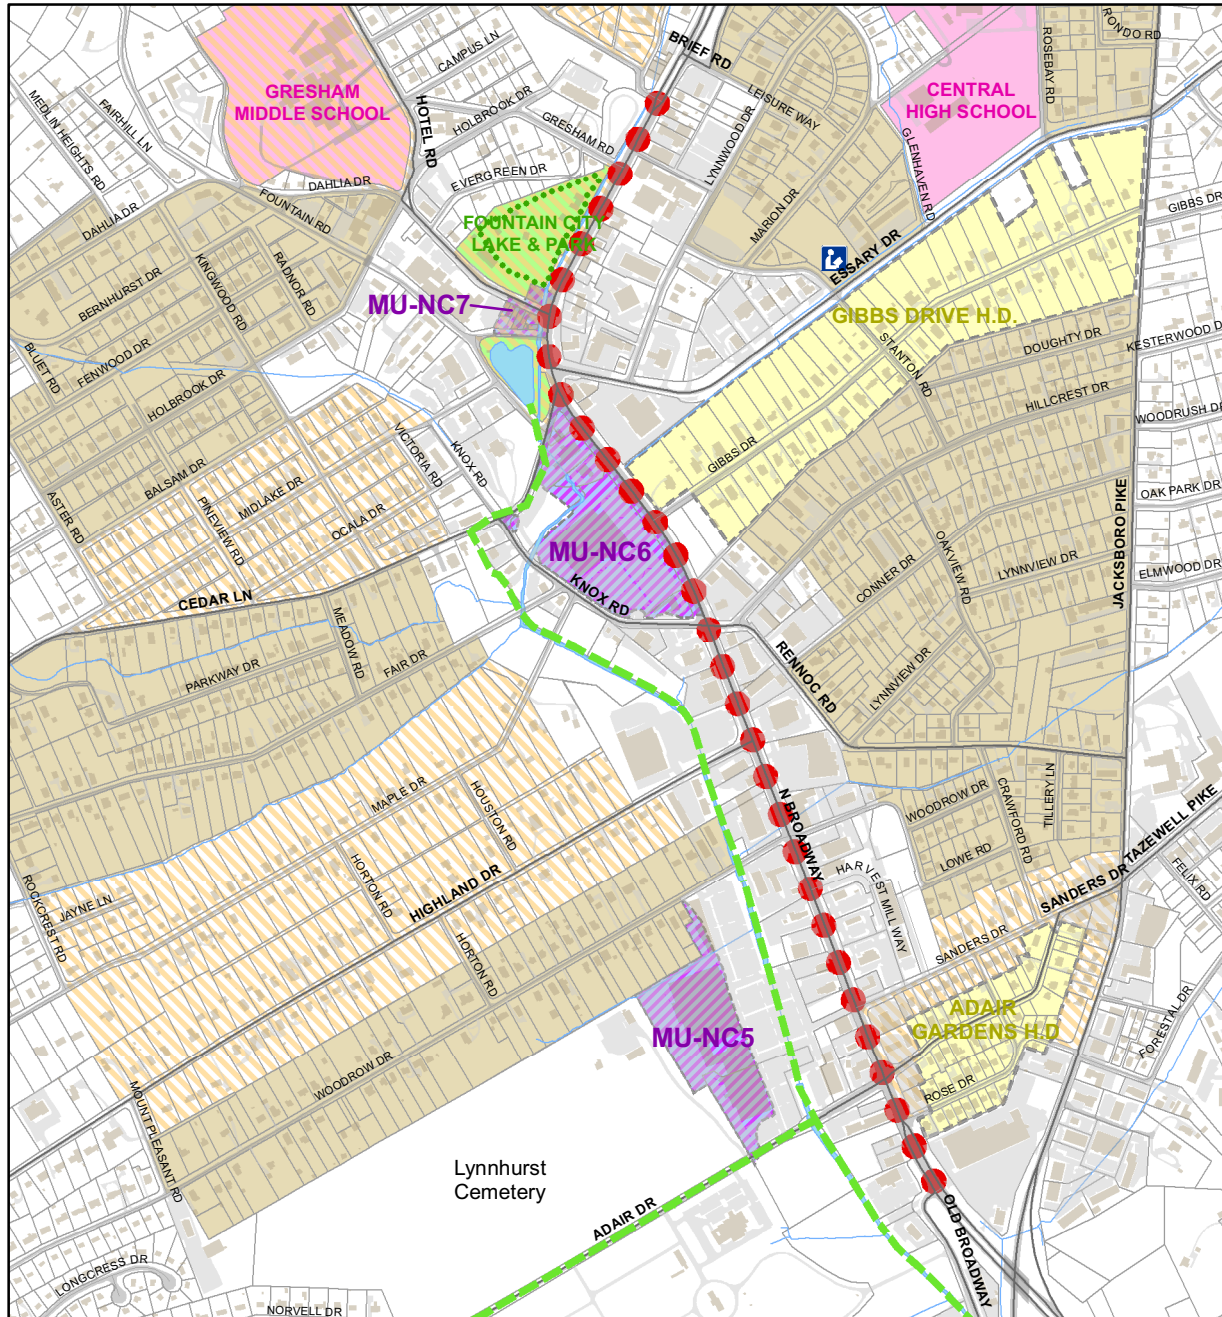 BRIEF RD
RONDO RD
ROSEBAY RD
CAMPUS LN
GRESHAM
MIDDLE SCHOOL
CENTRAL
HIGH SCHOOL
LEISURE WAY
HOLBROOK DR
HOTEL RD
FAIRHILL LN
MEDLIN HEIGHTS RD
GRESHAM RD
LYNNWOOD DR
GLENHAVEN RD
EVERGREEN DR
DAHLIA DR
FOUNTAIN RD
DAHLIA DR
MARION DR
GIBBS DR
FOUNTAIN CITY
LAKE & PARK
ESSARY DR
KINGWOOD RD
RADNOR RD
BERNHURST DR
MU-NC7
GIBBS DRIVE H.D.
DOUGHTY DR
KESTERWOOD D
STANTON RD
BLUET RD
FENWOOD DR
HOLBROOK DR
HILLCREST DR
WOODRUSH DR
VICTORIA RD
KNOX RD
GIBBS DR
BALSAM DR
MIDLAKE DR
OCALA DR
PINEVIEW RD
ASTER RD
OAK PARK DR
JACKSBORO PIKE
MU-NC6
CONNER DR
OAKVIEW RD
LYNNVIEW DR
ELMWOOD DR
CEDAR LN
KNOX RD
MEADOW RD
FAIR DR
PARKWAY DR
RENNOC RD
LYNNVIEW DR
MAPLE DR
HOUSTON RD
N BROADWAY
WOODROW DR
CRAWFORD RD
TILLERY LN
TAZEWELL PIKE
LOWE RD
HARVEST MILL WAY
FELIX RD
SANDERS DR
ROCKCREST RD
JAYNE LN
HORTON RD
HIGHLAND DR
HORTON RD
SANDERS DR
ADAIR
GARDENS H.D
FORESTAL DR
MU-NC5
WOODROW DR
ROSE DR
MOUNT PLEASANT RD
Lynnhurst
Cemetery
ADAIR DR
OLD BROADWAY
LONGCRESS DR
NORVELL DR